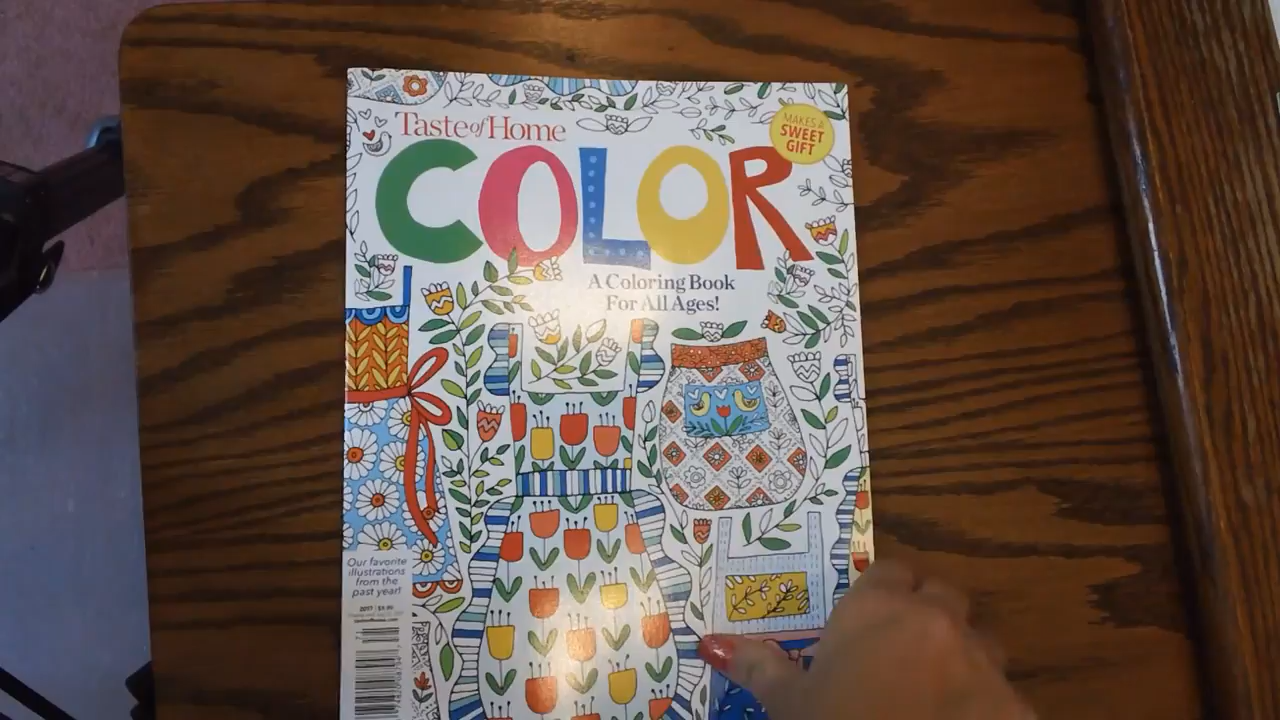 Taste of Home
MAKES A
SWEET
GIFT
COLOR
A Coloring Book
For All Ages!
Our favorite
illustrations
from the
past year!
2017